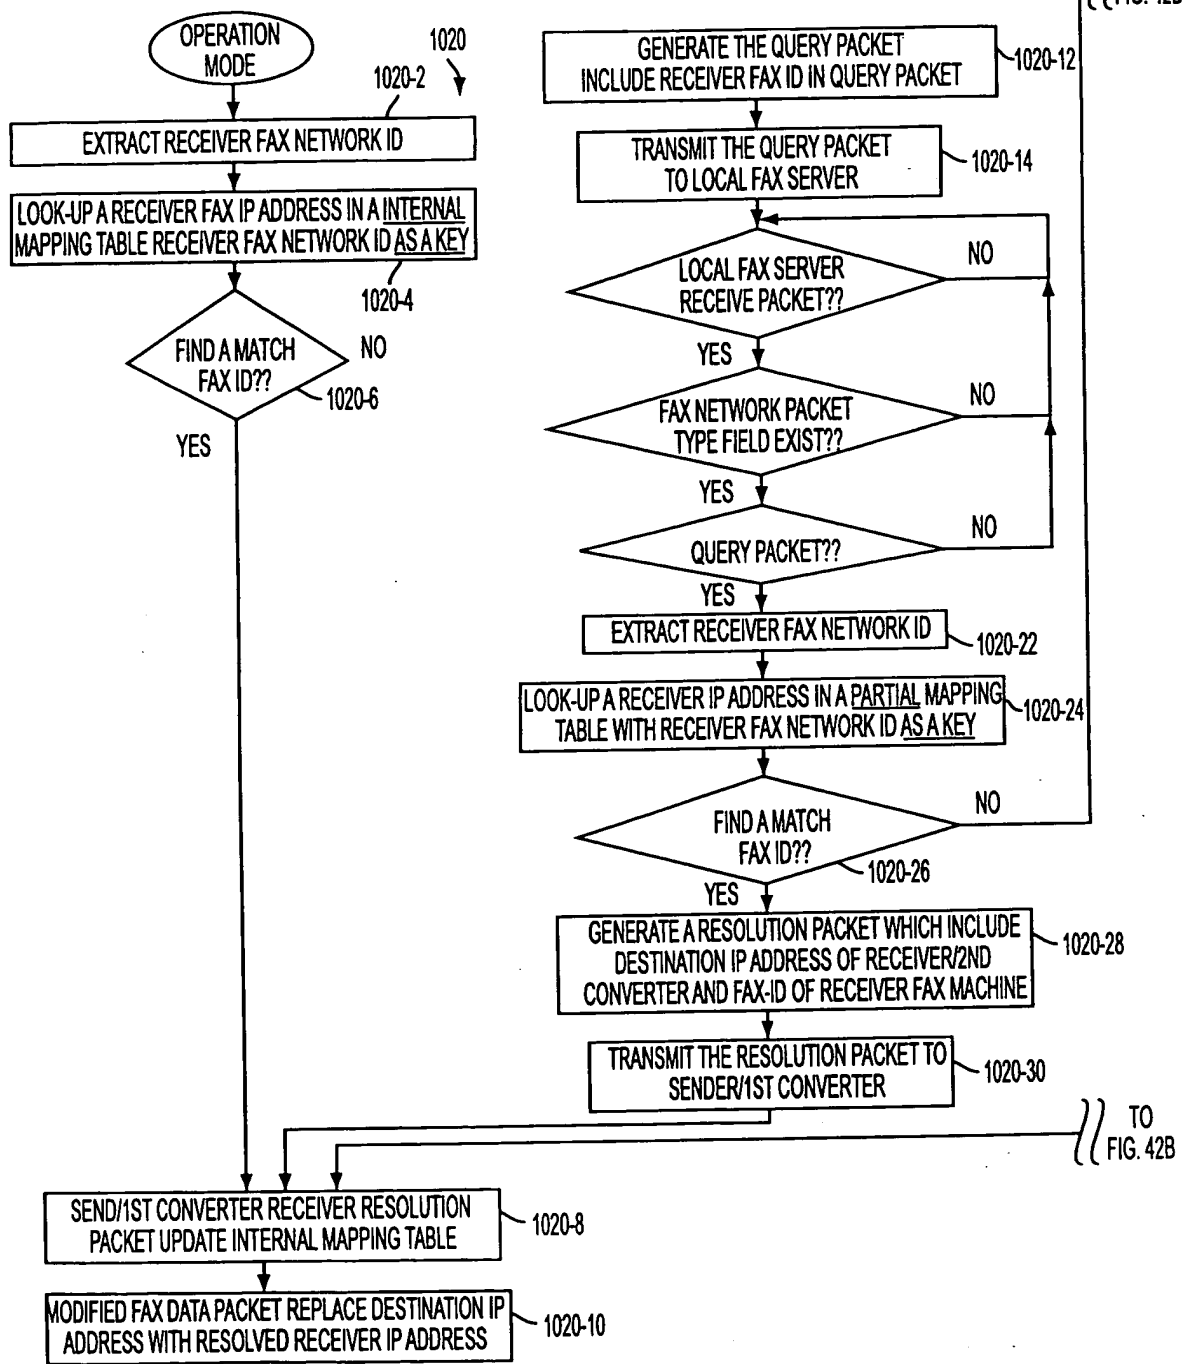 OPERATION
MODE
1020
1020-2
EXTRACT RECEIVER FAX NETWORK ID
LOOK-UP A RECEIVER FAX IP ADDRESS IN A INTERNAL
MAPPING TABLE RECEIVER FAX NETWORK ID AS A KEY
1020-4
FIND A MATCH
FAX ID??
NO
1020-6
YES
FIG. 42B
GENERATE THE QUERY PACKET
INCLUDE RECEIVER FAX ID IN QUERY PACKET
1020-12
TRANSMIT THE QUERY PACKET
TO LOCAL FAX SERVER
1020-14
LOCAL FAX SERVER
RECEIVE PACKET??
NO
YES
FAX NETWORK PACKET
TYPE FIELD EXIST??
NO
YES
QUERY PACKET??
NO
YES
EXTRACT RECEIVER FAX NETWORK ID
1020-22
LOOK-UP A RECEIVER IP ADDRESS IN A PARTIAL MAPPING
TABLE WITH RECEIVER FAX NETWORK ID AS A KEY
1020-24
FIND A MATCH
FAX ID??
NO
1020-26
YES
GENERATE A RESOLUTION PACKET WHICH INCLUDE
DESTINATION IP ADDRESS OF RECEIVER/2ND
CONVERTER AND FAX-ID OF RECEIVER FAX MACHINE
1020-28
TRANSMIT THE RESOLUTION PACKET TO
SENDER/1ST CONVERTER
1020-30
TO
FIG. 42B
SEND/1ST CONVERTER RECEIVER RESOLUTION
PACKET UPDATE INTERNAL MAPPING TABLE
1020-8
MODIFIED FAX DATA PACKET REPLACE DESTINATION IP
ADDRESS WITH RESOLVED RECEIVER IP ADDRESS
1020-10